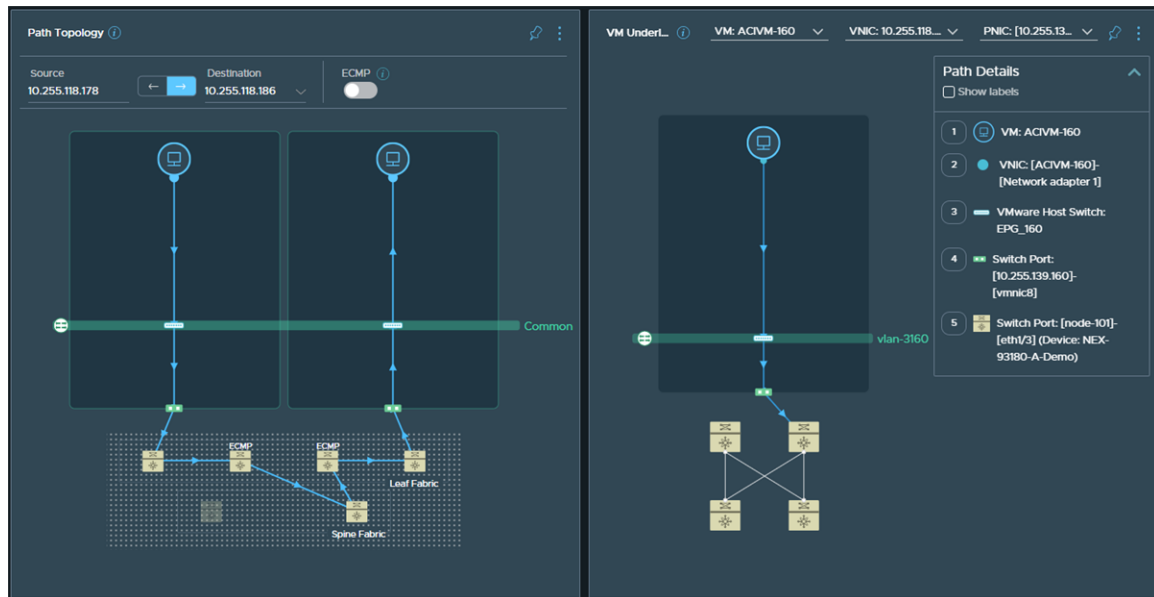 Path Topology
Source
10.255.118.178
← →
Destination
10.255.118.186
ECMP
Common
ECMP
ECMP
Leaf Fabric
Spine Fabric
VM Underl...
VM: ACIVM-160
VNIC: 10.255.118....
PNIC: [10.255.13...
vlan-3160
Path Details
Show labels
1 VM: ACIVM-160
2 VNIC: [ACIVM-160]-
[Network adapter 1]
3 VMware Host Switch:
EPG_160
4 Switch Port:
[10.255.139.160]-
[vmnic8]
5 Switch Port: [node-101]-
[eth1/3] (Device: NEX-
93180-A-Demo)